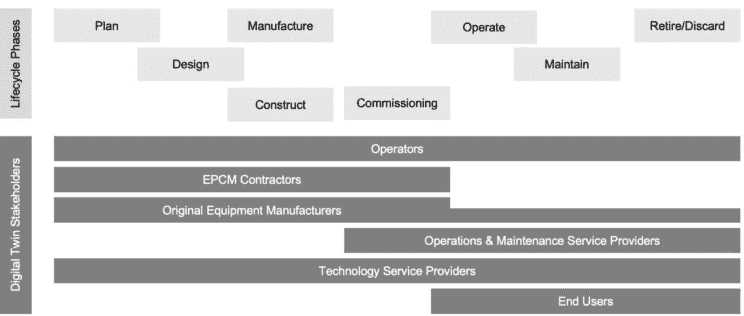 Lifecycle Phases
Plan
Manufacture
Operate
Retire/Discard
Design
Maintain
Construct
Commissioning
Digital Twin Stakeholders
Operators
EPCM Contractors
Original Equipment Manufacturers
Operations & Maintenance Service Providers
Technology Service Providers
End Users